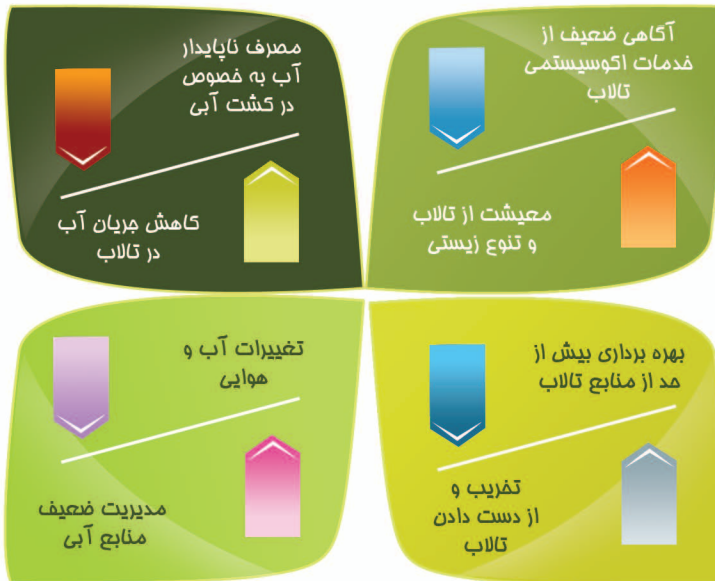 آگاهی ضعیف از
خدمات اکوسیستمی
تالاب
معیشت از تالاب
و تنوع زیستی
مصرف ناپایدار
آب به خصوص
در کشت آبی
کاهش جریان آب
در تالاب
بهره برداری بیش از
حد از منابع تالاب
تخریب و
از دست دادن
تالاب
تغییرات آب و
هوایی
مدیریت ضعیف
منابع آبی